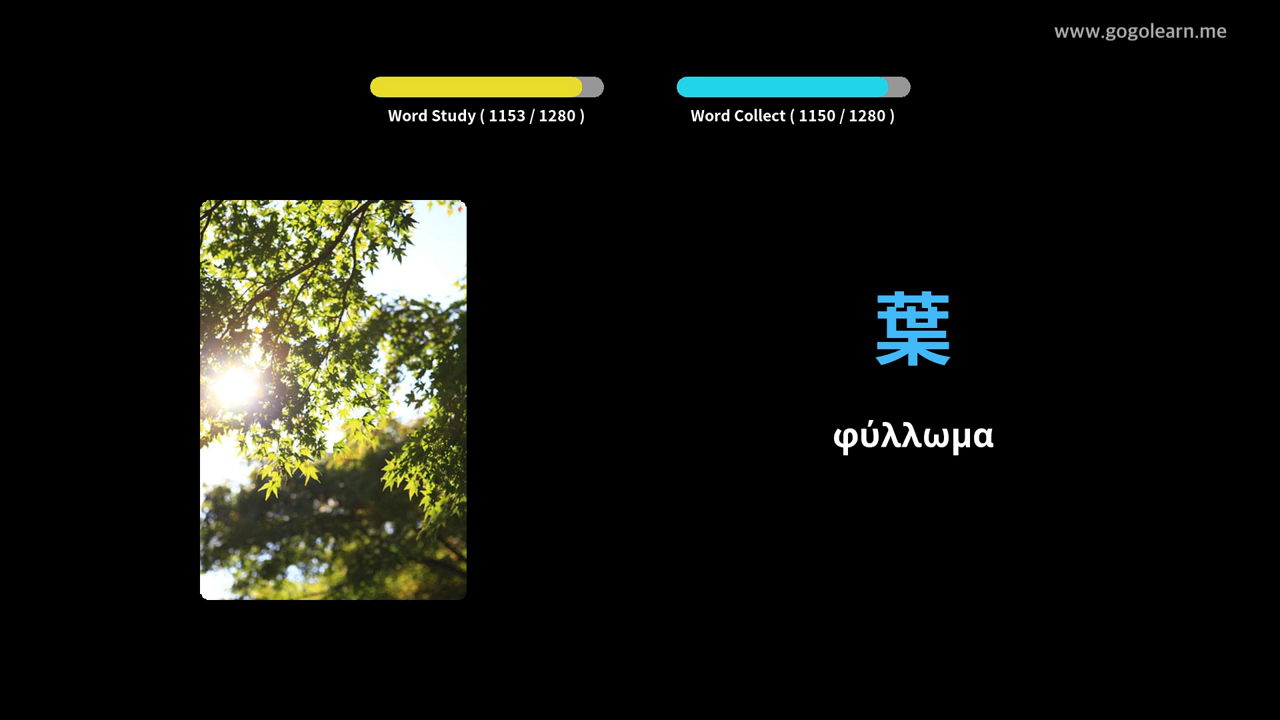 www.gogolearn.me
Word Study ( 1153 / 1280 )
Word Collect ( 1150 / 1280 )
葉
φύλλωμα